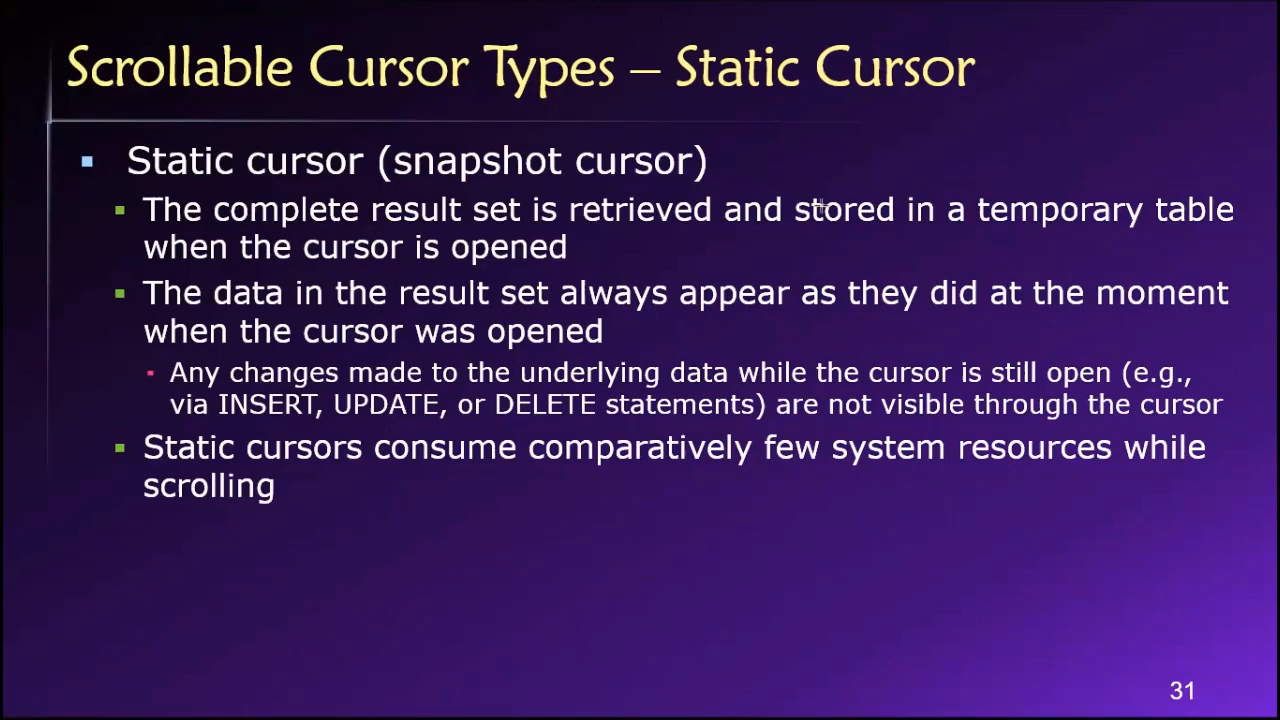 Scrollable Cursor Types – Static Cursor
Static cursor (snapshot cursor)
The complete result set is retrieved and stored in a temporary table
when the cursor is opened
The data in the result set always appear as they did at the moment
when the cursor was opened
Any changes made to the underlying data while the cursor is still open (e.g.,
via INSERT, UPDATE, or DELETE statements) are not visible through the cursor
Static cursors consume comparatively few system resources while
scrolling
31